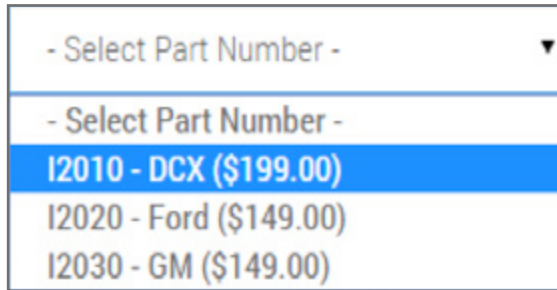 - Select Part Number -
- Select Part Number -
I2010 - DCX ($199.00)
I2020 - Ford ($149.00)
I2030 - GM ($149.00)